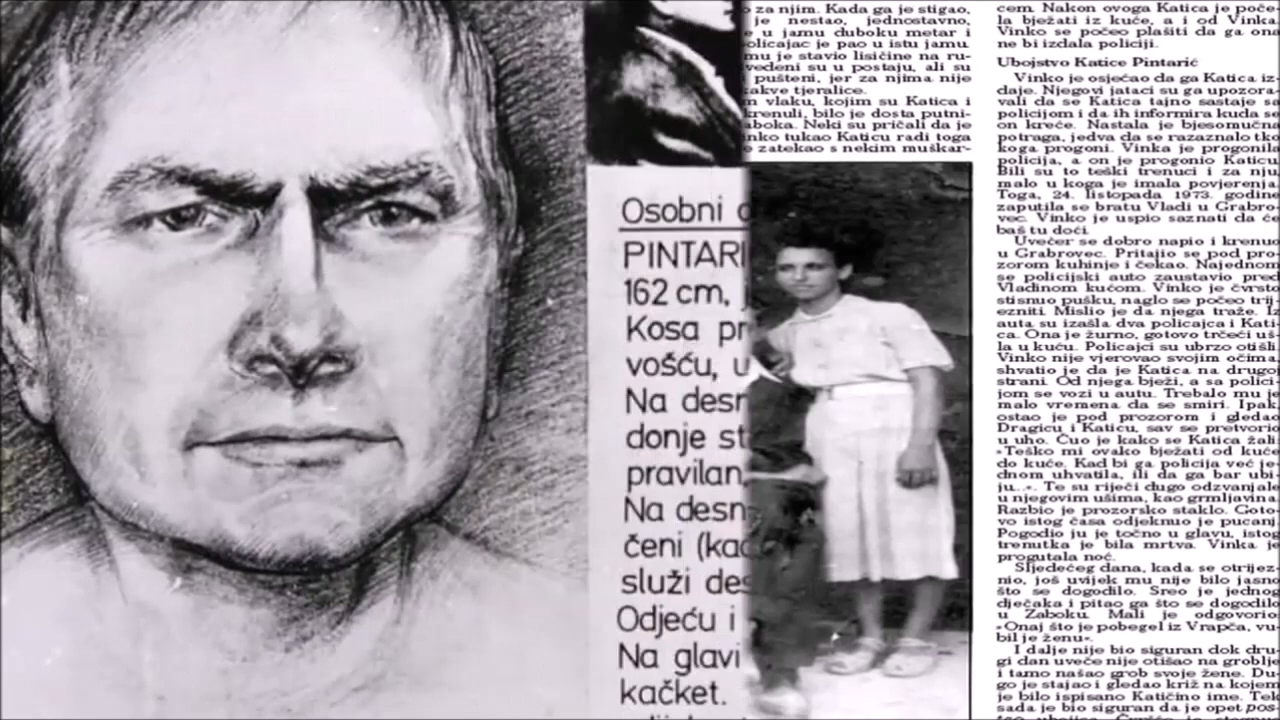 za njim. Kada ga je stigao,
je nestao, jednostavno,
u jamu duboku metar i
policajac je pao u istu jamu.
mu je stavio lisičine na ru-
vedeni su u postaju, ali su
pušteni, jer za njima nije
kakve tjeralice.
vlaku, kojim su Katica i
krenuli, bilo je dosta putni-
aboka. Neki su pričali da je
inko tukao Katicu radi toga
zatekao s nekim muškar-
Osobni
PINTARI
162 cm,
Kosa pr
vošću, u
Na desn
donje st
pravilan
Na desn
čeni (kac
služi des
Odjeću i
Na glavi
kačket.
cem. Nakon ovoga Katica je poče-
la bježati iz kuće, a i od Vinka.
Vinko se počeo plašiti da ga ona
ne bi izdala policiji.
Ubojstvo Katice Pintarić
Vinko je osjećao da ga Katica iz-
daje. Njegovi jataci su ga upozora-
vali da se Katica tajno sastaje sa
policijom i da ih informira kuda se
on kreće. Nastala je bjesomučna
potraga, jedva da se razaznalo tko
koga progoni. Vinka je progonila
policija, a on je progonio Katicu.
Bili su to teški trenuci i za nju,
malo u koga je imala povjerenja.
Toga, 24. listopada 1973. godine
zaputila se bratu Vladi u Grabro-
vec. Vinko je uspio saznati da će
baš tu doći.
Uvečer se dobro napio i krenuo
u Grabrovec. Pritajio se pod pro-
zorom kuhinje i čekao. Najednom
se policijski auto zaustavio pred
Vladinom kućom. Vinko je čvrsto
stisnuo pušku, naglo se počeo trij-
ezniti. Mislio je da njega traže. Iz
auta su izašla dva policajca i Kati-
ca. Ona je žurno, gotovo trčeći uš-
la u kuću. Policajci su ubrzo otišli.
Vinko nije vjerovao svojim očima,
shvatio je da je Katica na drugoj
strani. Od njega bježi, a sa polici-
jom se vozi u autu. Trebalo mu je
malo vremena da se smiri. Ipak,
ostao je pod prozorom i gledao
Dragicu i Katicu, sav se pretvorio
u uho. Čuo je kako se Katica žali:
»Teško mi ovako bježati od kuće
do kuće. Kad bi ga policija već je-
dnom uhvatila, ili da ga bar ubi-
ju...«. Te su riječi dugo odzvanjale
u njegovim ušima, kao grmljavina.
Razbio je prozorsko staklo. Goto-
vo istog časa odjeknuo je pucanj.
Pogodio ju je točno u glavu, istog
trenutka je bila mrtva. Vinka je
progutala noć.
Sljedećeg dana, kada se otrijez-
nio, još uvijek mu nije bilo jasno
što se dogodilo. Sreo je jednog
dječaka i pitao ga što se dogodilo
u Zaboku. Mali je odgovorio:
»Onaj što je pobegel iz Vrapča, vu-
bil je ženu«.
I dalje nije bio siguran dok dru-
gi dan uveče nije otišao na groblje
i tamo našao grob svoje žene. Du-
go je stajao i gledao križ na kojem
je bilo ispisano Katičino ime. Tek
sada je bio siguran da je opet pos-